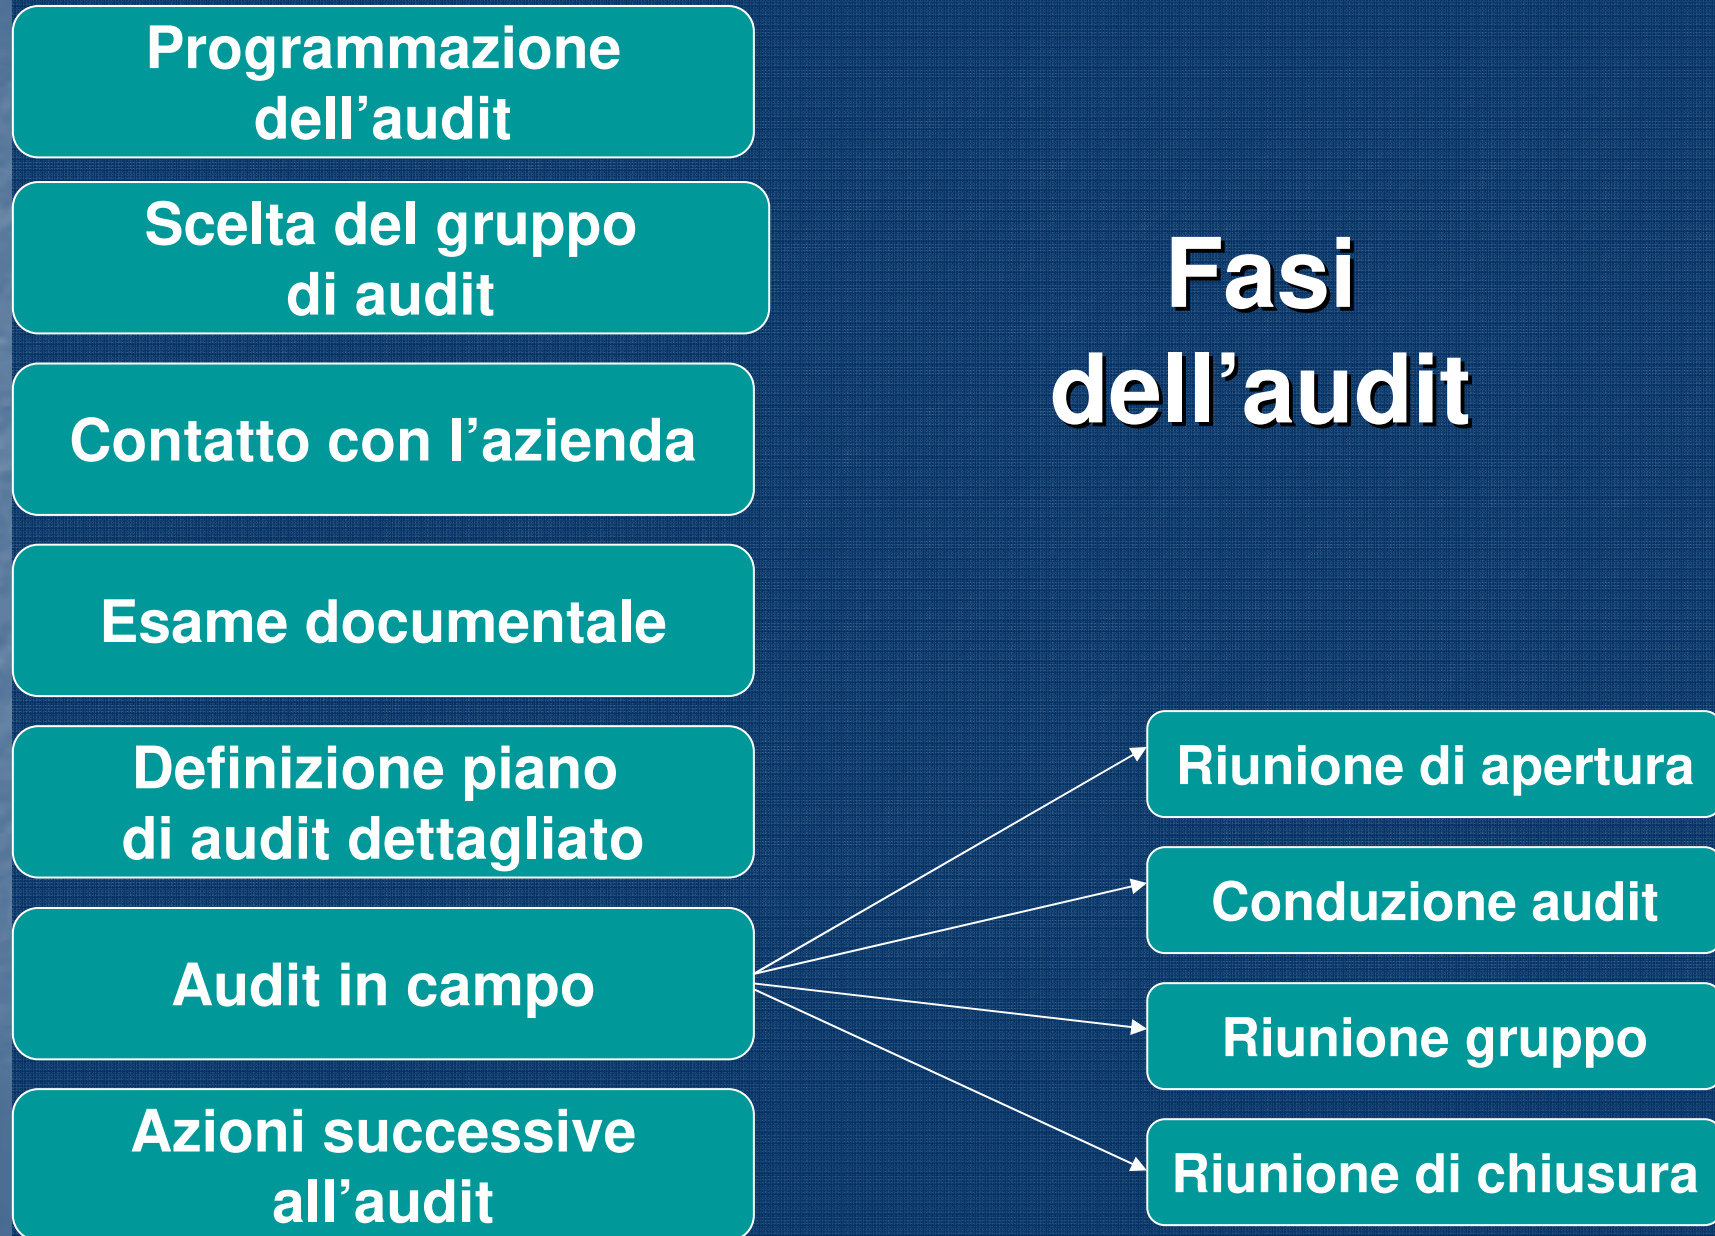 Programmazione
dell’audit
Scelta del gruppo
di audit
Contatto con l’azienda
Esame documentale
Definizione piano
di audit dettagliato
Audit in campo
Azioni successive
all’audit
Fasi
dell’audit
Riunione di apertura
Conduzione audit
Riunione gruppo
Riunione di chiusura